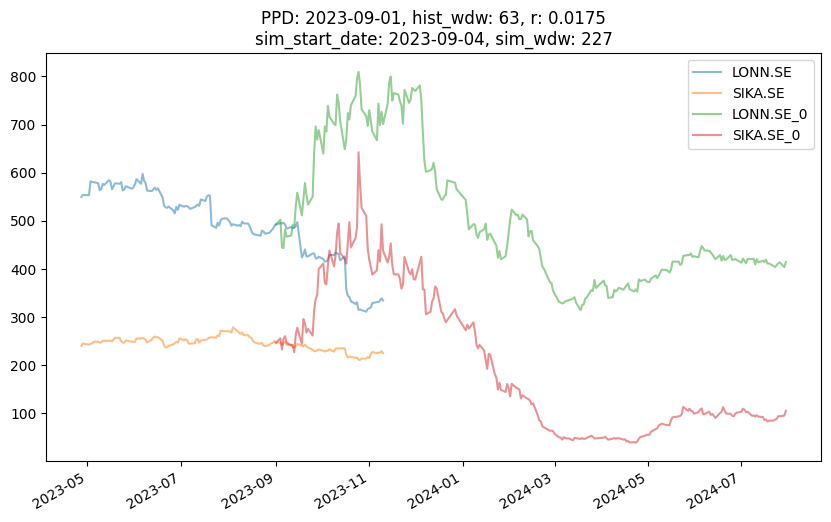 PPD: 2023-09-01, hist_wdw: 63, r: 0.0175
sim_start_date: 2023-09-04, sim_wdw: 227
LONN.SE
SIKA.SE
LONN.SE_0
SIKA.SE_0
800
700
600
500
400
300
200
100
2023-05
2023-07
2023-09
2023-11
2024-01
2024-03
2024-05
2024-07